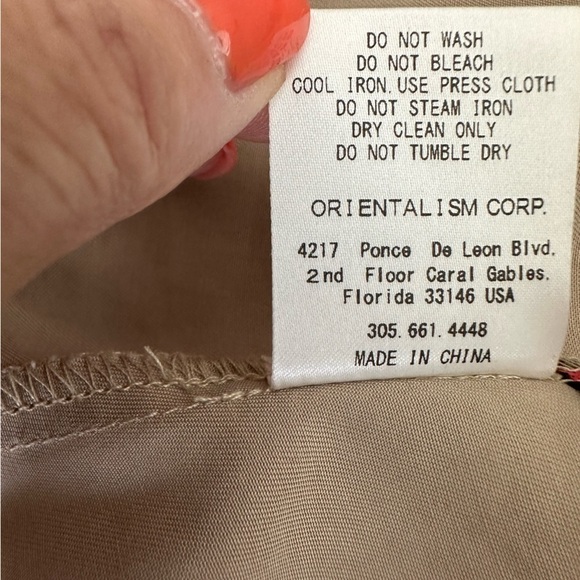 DO NOT WASH
DO NOT BLEACH
COOL IRON. USE PRESS CLOTH
DO NOT STEAM IRON
DRY CLEAN ONLY
DO NOT TUMBLE DRY
ORIENTALISM CORP.
4217 Ponce De Leon Blvd.
2nd Floor Caral Gables.
Florida 33146 USA
305.661.4448
MADE IN CHINA